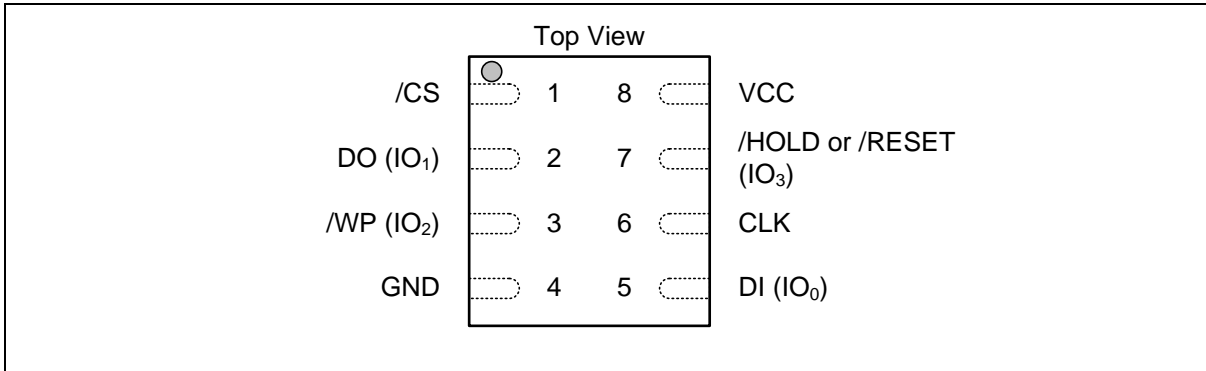 Top View
/CS 1 8 VCC
DO (IO₁) 2 7 /HOLD or /RESET
(IO₃)
/WP (IO₂) 3 6 CLK
GND 4 5 DI (IO₀)